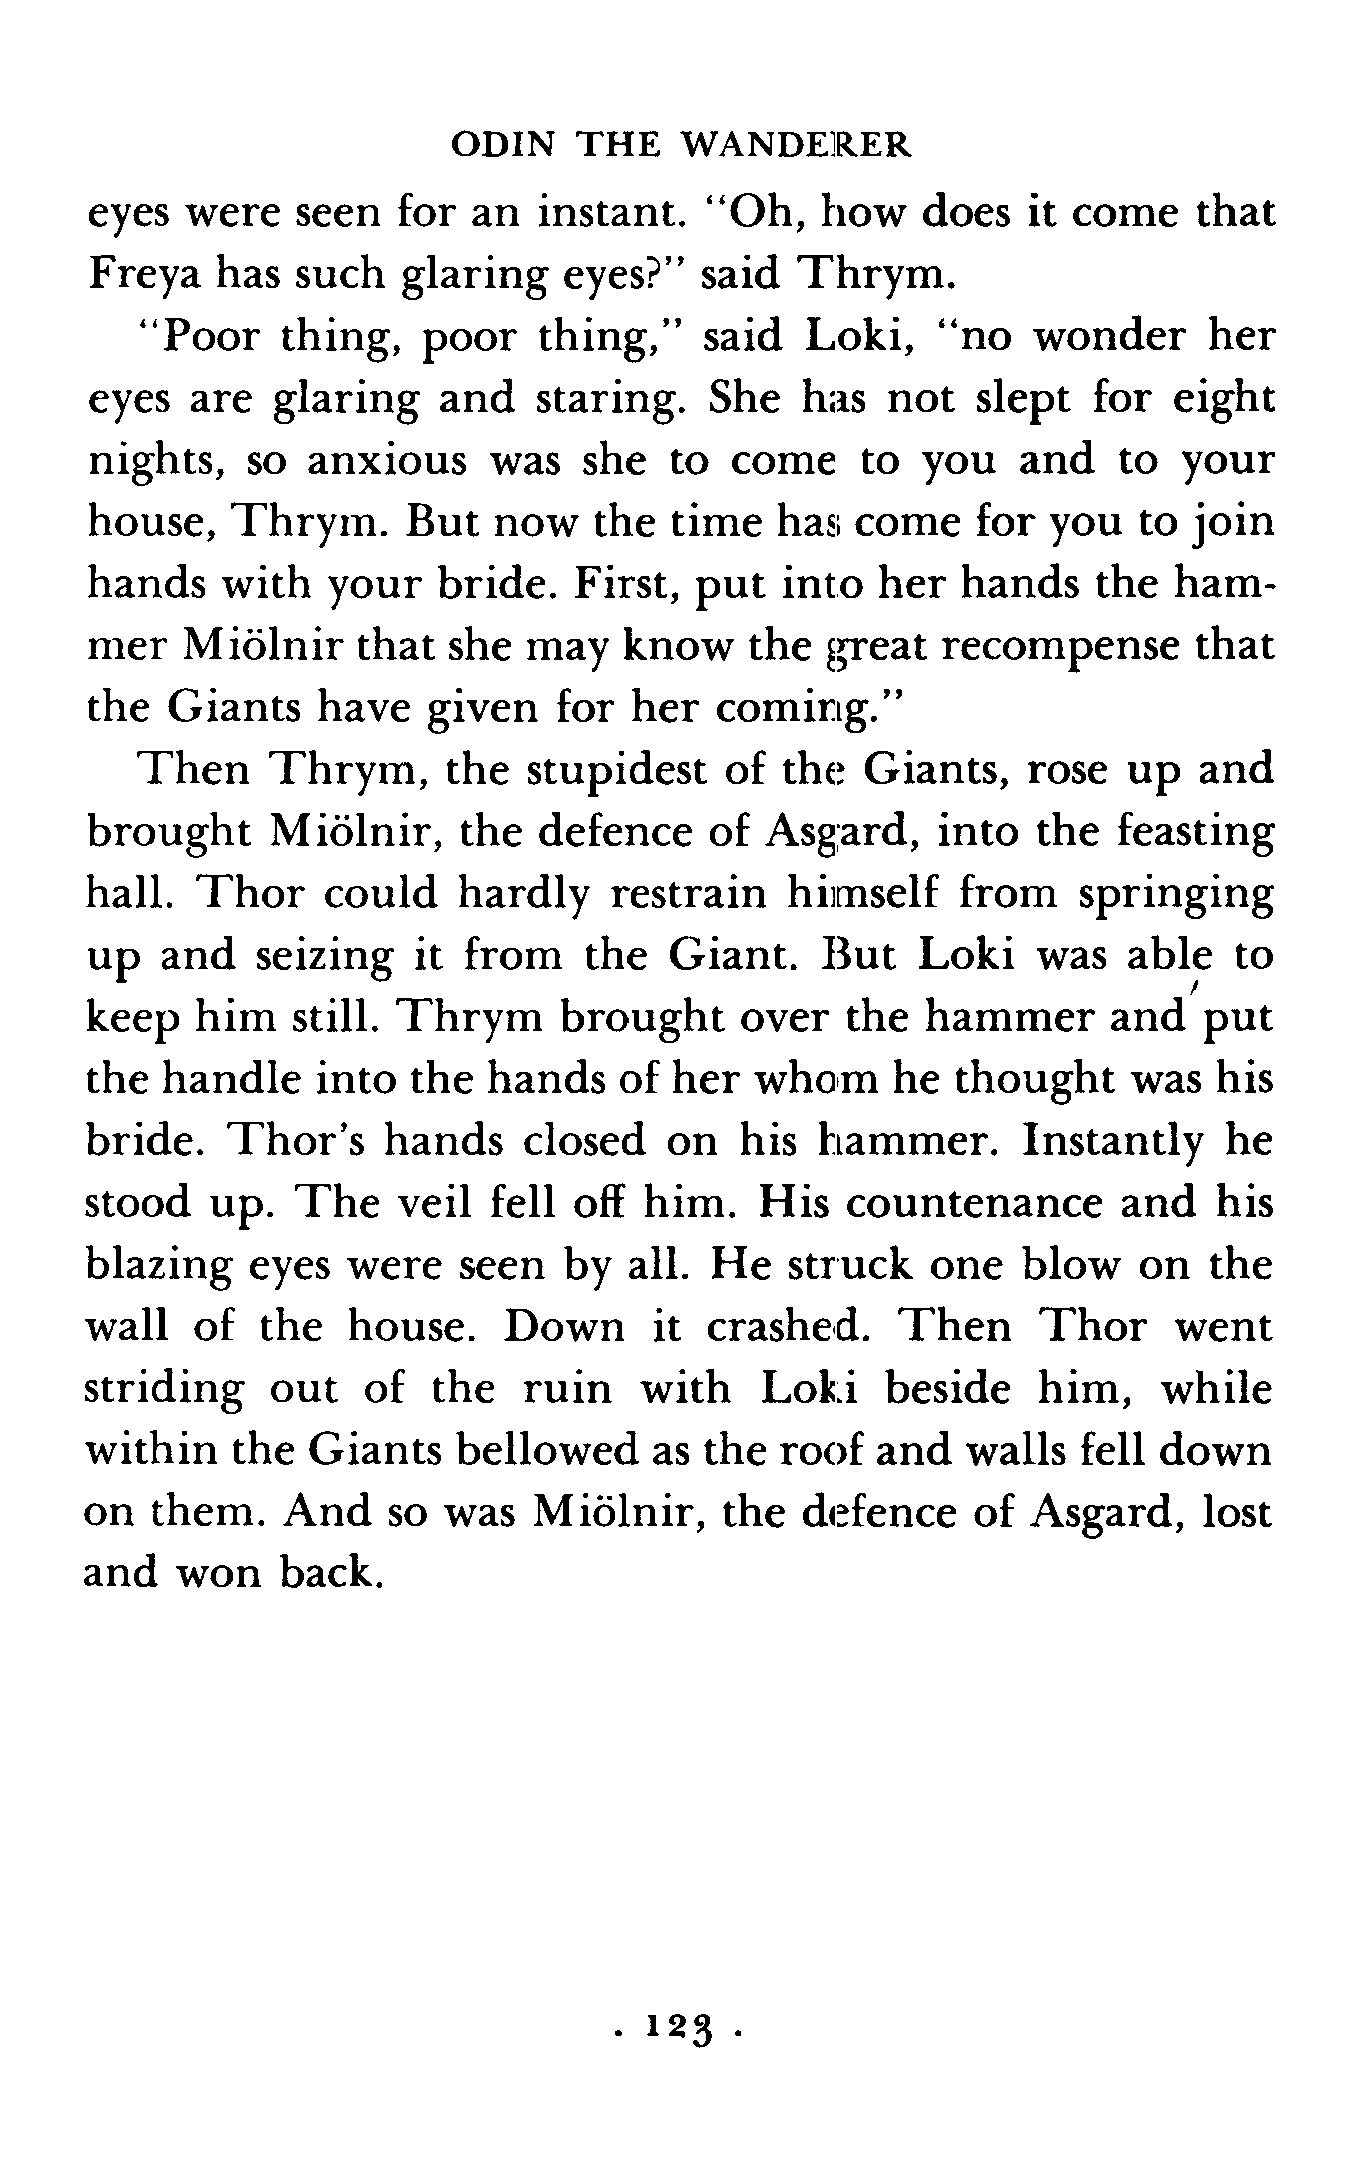 ODIN THE WANDERER
eyes were seen for an instant. “Oh, how does it come that
Freya has such glaring eyes?” said Thrym.
“Poor thing, poor thing,” said Loki, “no wonder her
eyes are glaring and staring. She has not slept for eight
nights, so anxious was she to come to you and to your
house, Thrym. But now the time has come for you to join
hands with your bride. First, put into her hands the ham-
mer Miölnir that she may know the great recompense that
the Giants have given for her coming.”
Then Thrym, the stupidest of the Giants, rose up and
brought Miölnir, the defence of Asgard, into the feasting
hall. Thor could hardly restrain himself from springing
up and seizing it from the Giant. But Loki was able to
keep him still. Thrym brought over the hammer and put
the handle into the hands of her whom he thought was his
bride. Thor’s hands closed on his hammer. Instantly he
stood up. The veil fell off him. His countenance and his
blazing eyes were seen by all. He struck one blow on the
wall of the house. Down it crashed. Then Thor went
striding out of the ruin with Loki beside him, while
within the Giants bellowed as the roof and walls fell down
on them. And so was Miölnir, the defence of Asgard, lost
and won back.
. 123 .